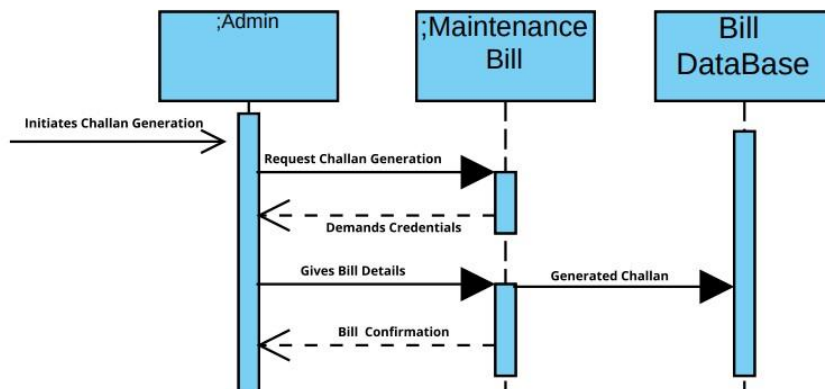 ;Admin
;Maintenance
Bill
Bill
DataBase
Initiates Challan Generation
Request Challan Generation
Demands Credentials
Gives Bill Details
Generated Challan
Bill Confirmation